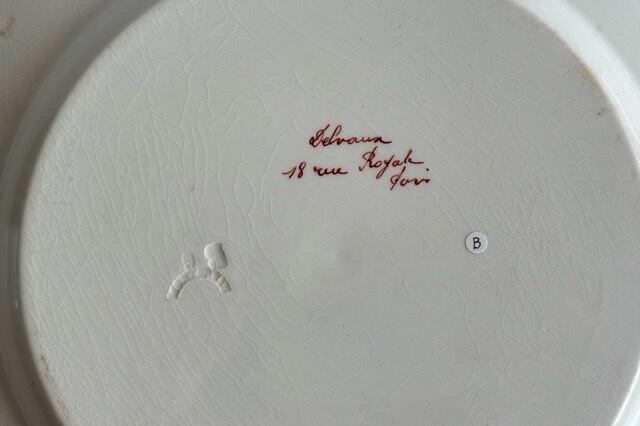 Delvaux
18 rue Royale
Paris
B